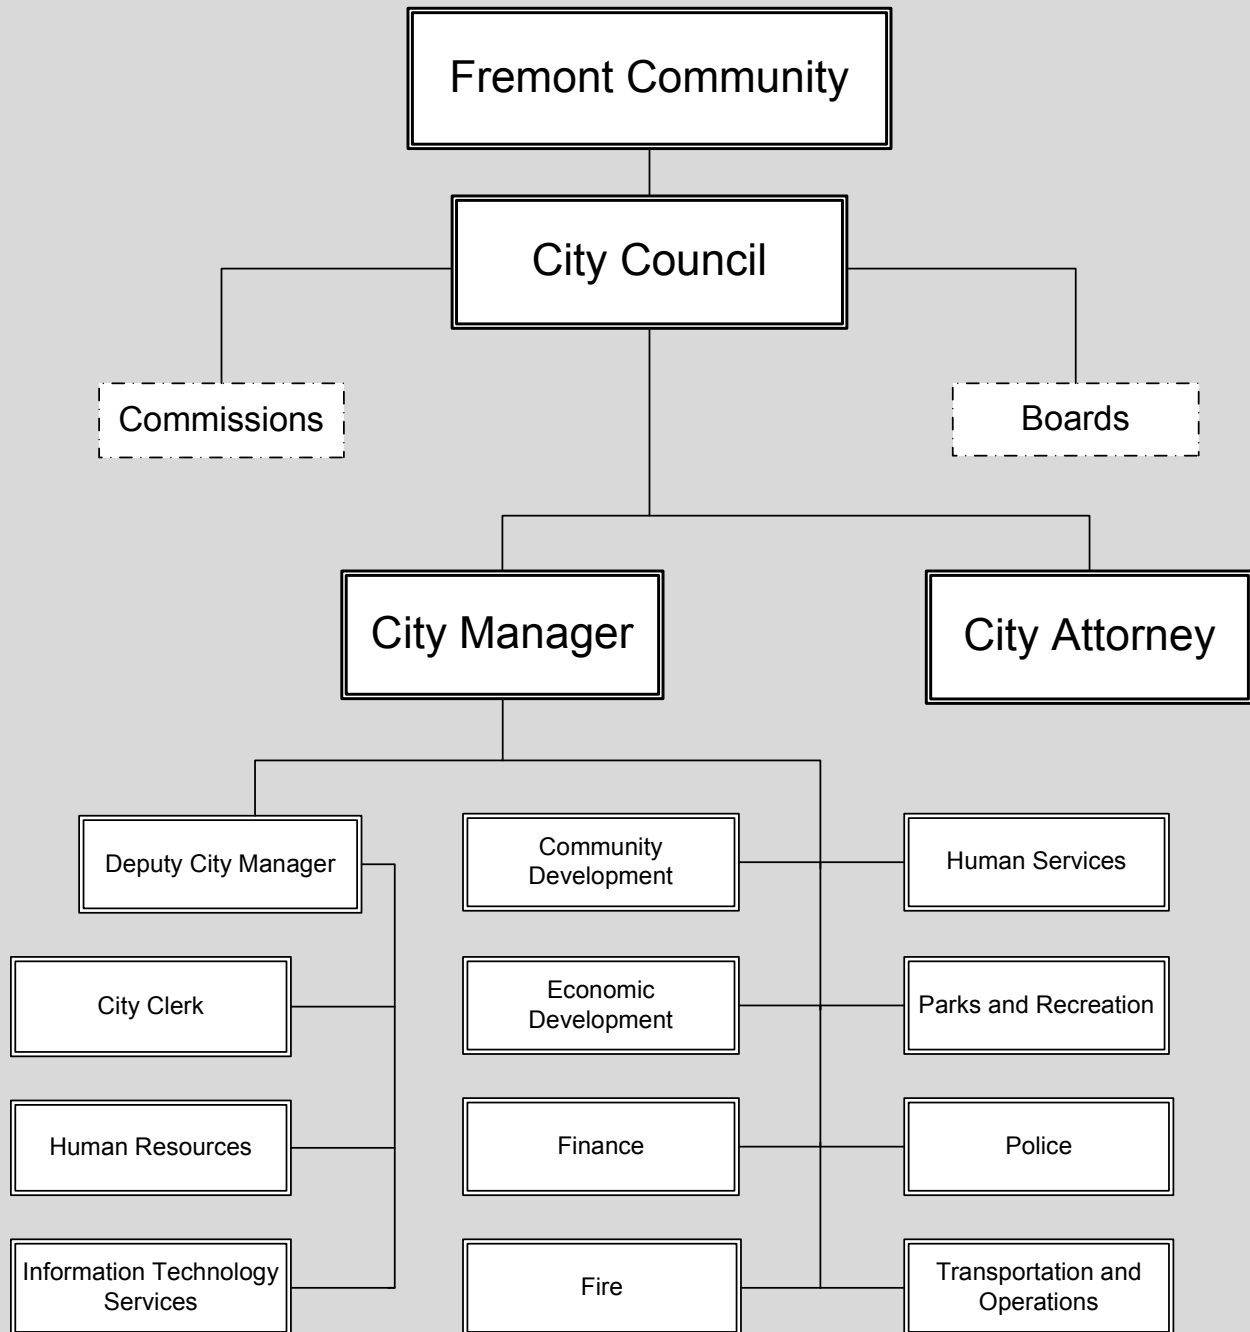 Fremont Community
City Council
Commissions
Boards
City Manager
City Attorney
Deputy City Manager
Community
Development
Human Services
City Clerk
Economic
Development
Parks and Recreation
Human Resources
Finance
Police
Information Technology
Services
Fire
Transportation and
Operations